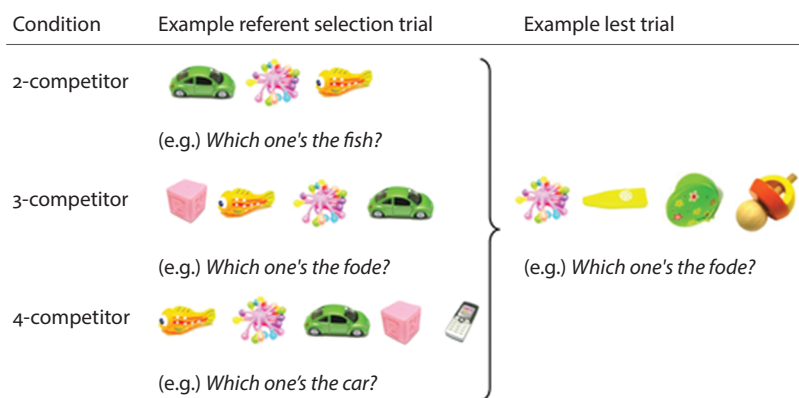 Condition Example referent selection trial Example lest trial
2-competitor
(e.g.) Which one's the fish?
3-competitor
(e.g.) Which one's the fode? (e.g.) Which one's the fode?
4-competitor
(e.g.) Which one's the car?